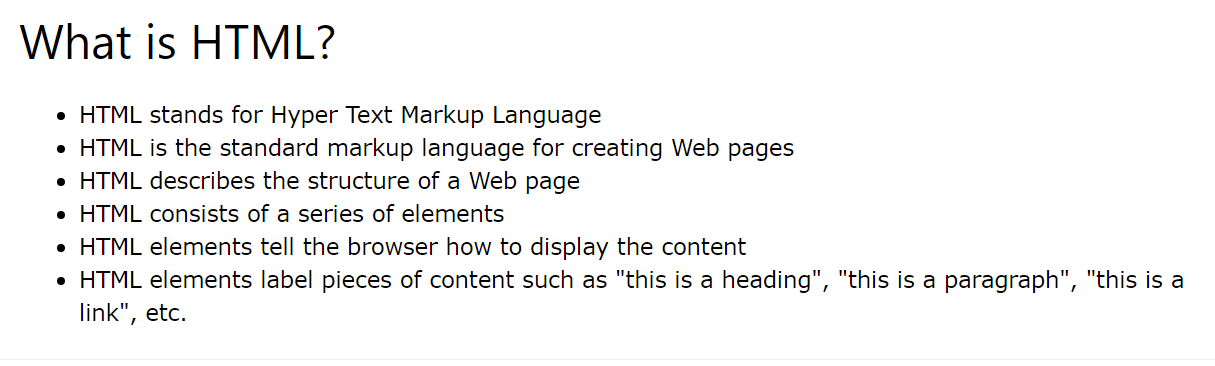 What is HTML?
• HTML stands for Hyper Text Markup Language
• HTML is the standard markup language for creating Web pages
• HTML describes the structure of a Web page
• HTML consists of a series of elements
• HTML elements tell the browser how to display the content
• HTML elements label pieces of content such as "this is a heading", "this is a paragraph", "this is a
link", etc.